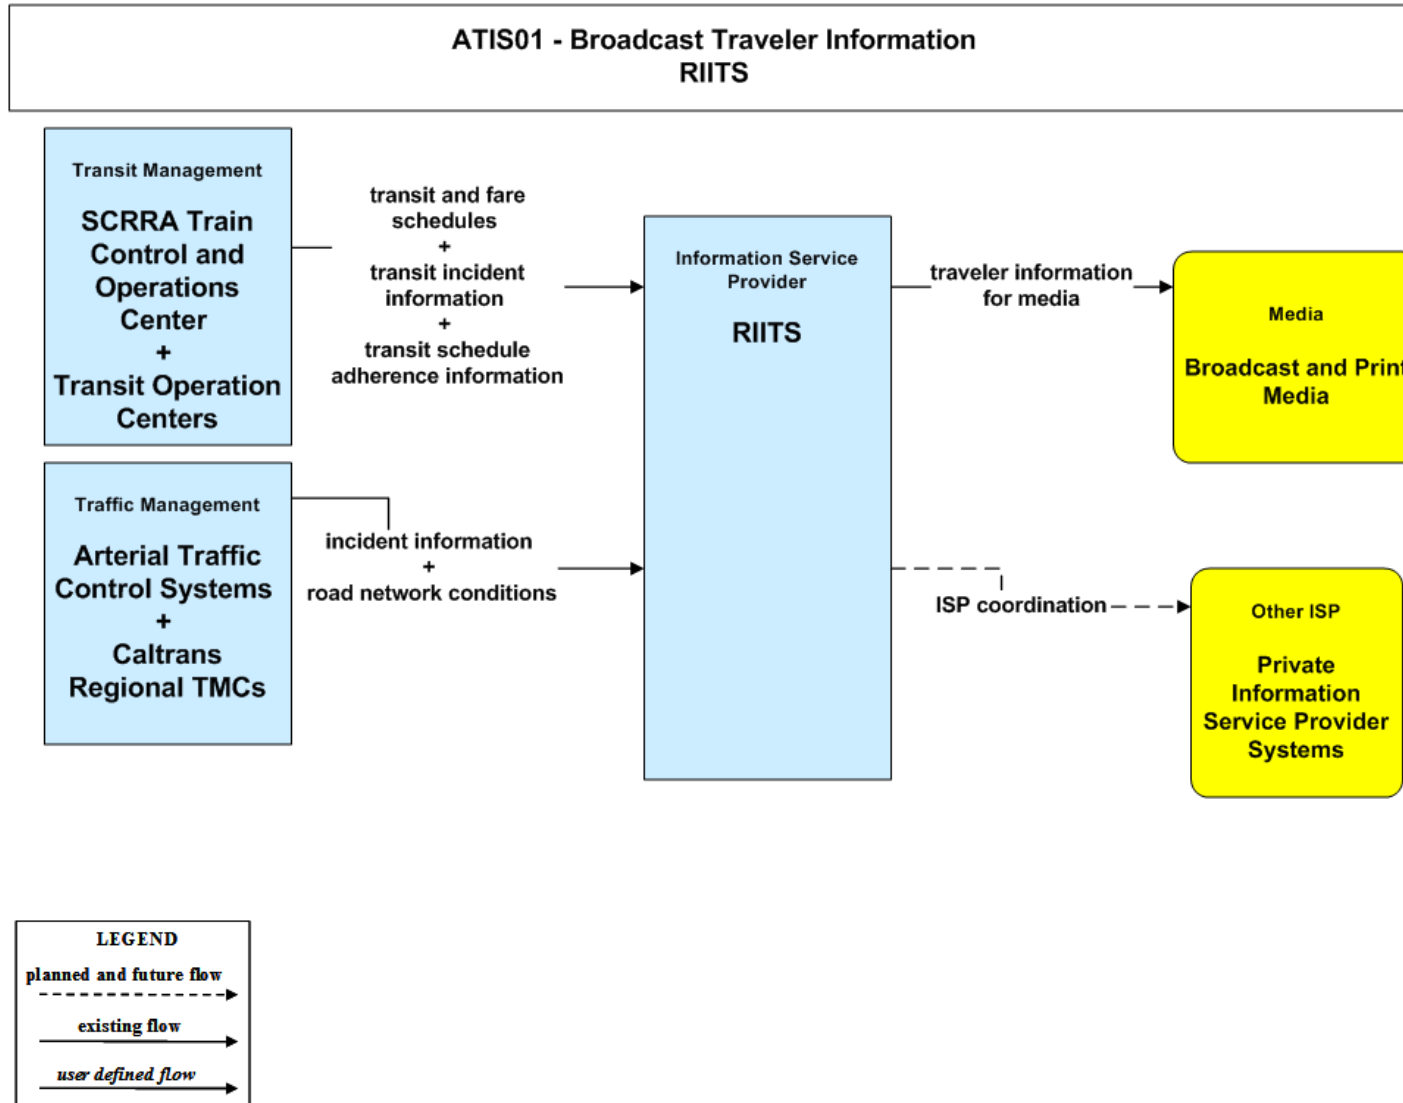 ATIS01 - Broadcast Traveler Information
RIITS
Transit Management
SCRRA Train
Control and
Operations
Center
+
Transit Operation
Centers
transit and fare
schedules
+
transit incident
information
+
transit schedule
adherence information
Information Service
Provider
RIITS
traveler information
for media
Media
Broadcast and Print
Media
Traffic Management
Arterial Traffic
Control Systems
+
Caltrans
Regional TMCs
incident information
+
road network conditions
ISP coordination
Other ISP
Private
Information
Service Provider
Systems
LEGEND
planned and future flow
existing flow
user defined flow